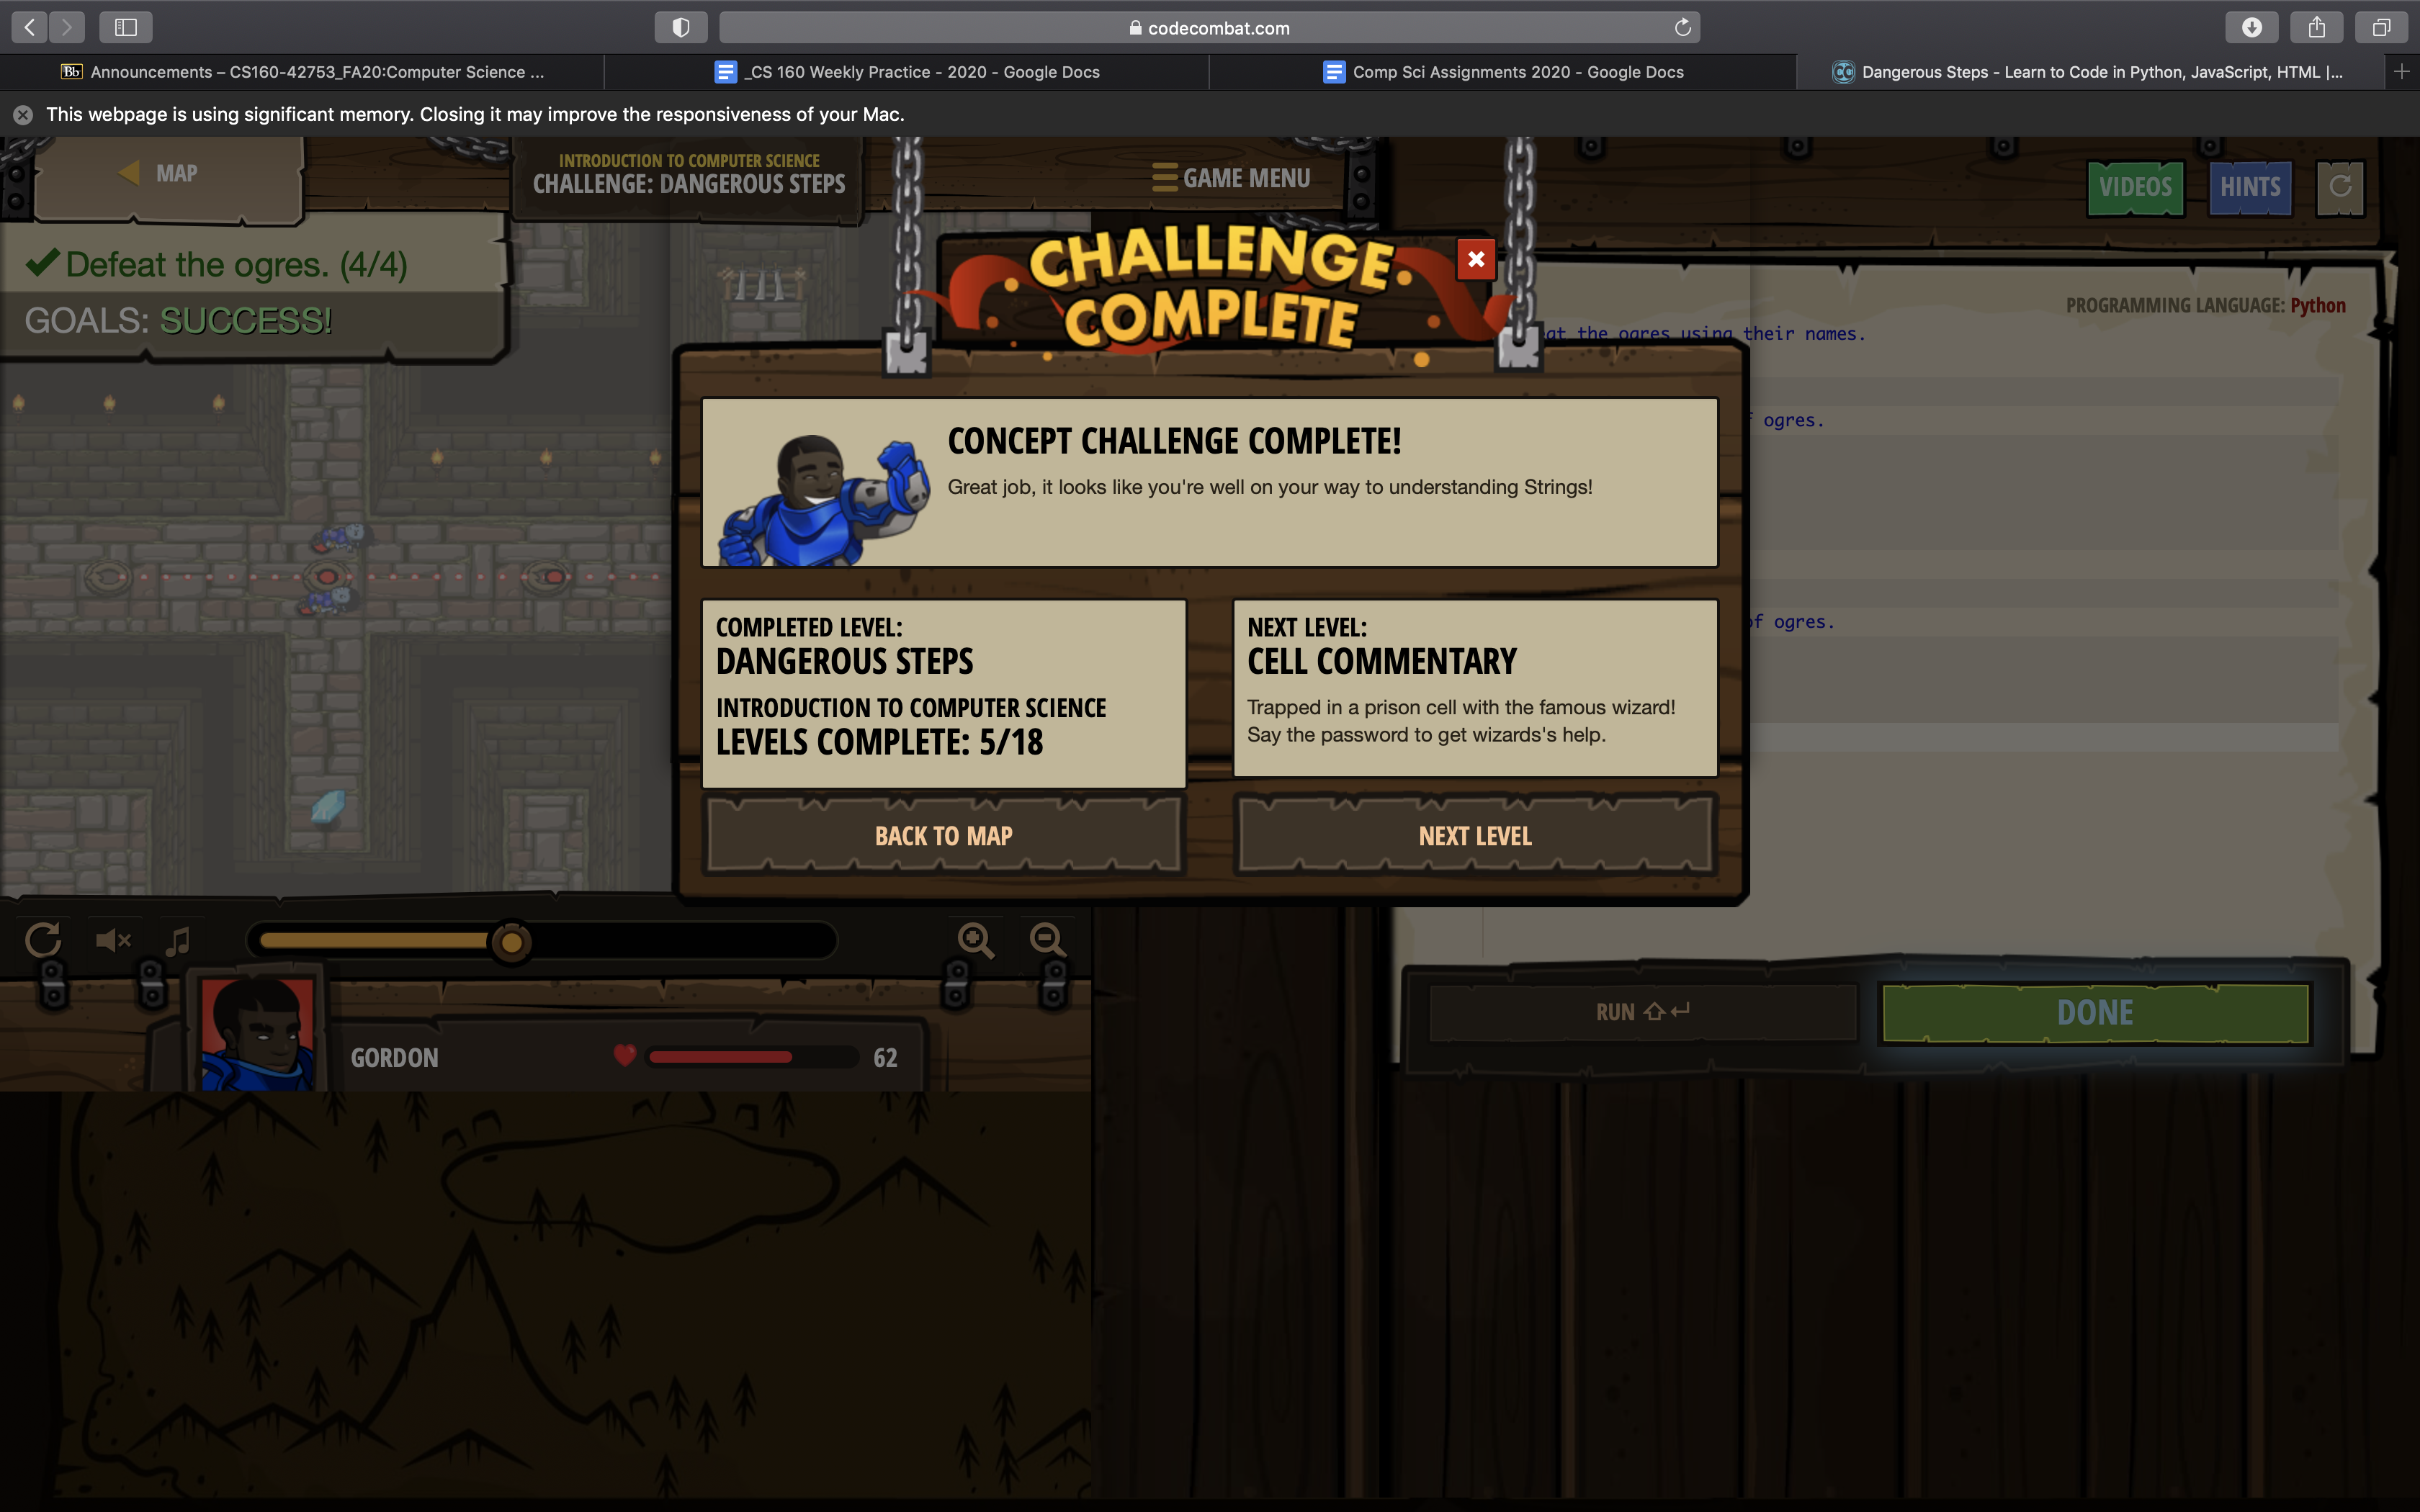 codecombat.com
Bb Announcements – CS160-42753_FA20:Computer Science ...
_CS 160 Weekly Practice - 2020 - Google Docs
Comp Sci Assignments 2020 - Google Docs
Dangerous Steps - Learn to Code in Python, JavaScript, HTML |...
This webpage is using significant memory. Closing it may improve the responsiveness of your Mac.
MAP
INTRODUCTION TO COMPUTER SCIENCE
CHALLENGE: DANGEROUS STEPS
GAME MENU
VIDEOS
HINTS
Defeat the ogres. (4/4)
GOALS: SUCCESS!
CHALLENGE
COMPLETE
PROGRAMMING LANGUAGE: Python
the ogres using their names.
ogres.
of ogres.
CONCEPT CHALLENGE COMPLETE!
Great job, it looks like you're well on your way to understanding Strings!
COMPLETED LEVEL:
DANGEROUS STEPS
INTRODUCTION TO COMPUTER SCIENCE
LEVELS COMPLETE: 5/18
NEXT LEVEL:
CELL COMMENTARY
Trapped in a prison cell with the famous wizard!
Say the password to get wizards's help.
BACK TO MAP
NEXT LEVEL
GORDON
62
RUN
DONE